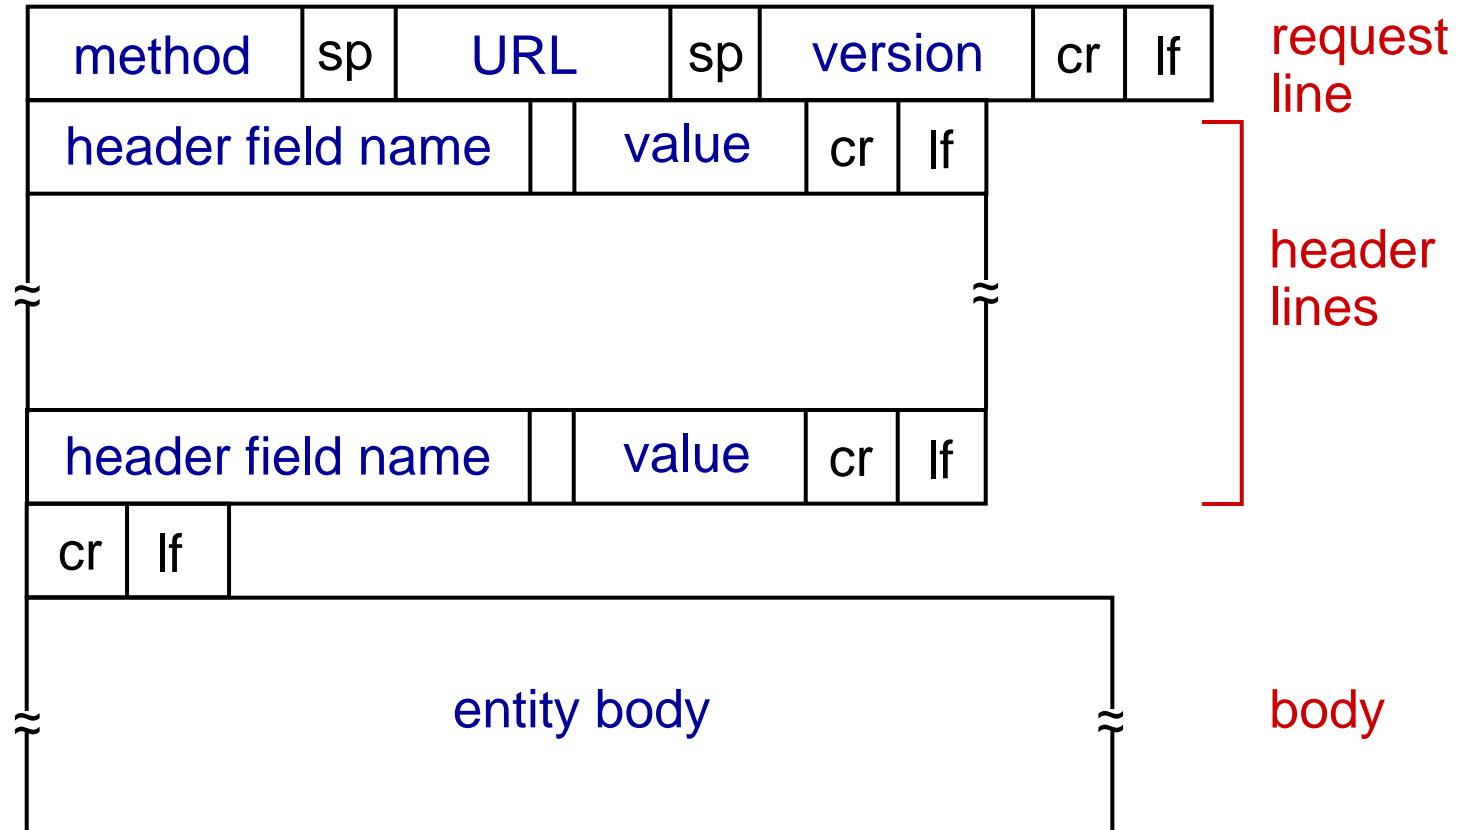 method sp URL sp version cr lf
request
line
header field name value cr lf
header
lines
header field name value cr lf
cr lf
entity body
body